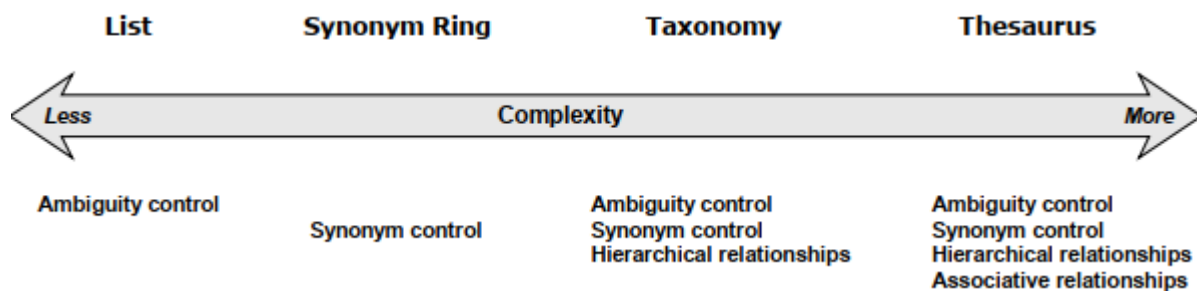 List Synonym Ring Taxonomy Thesaurus
Less Complexity More
Ambiguity control Ambiguity control Ambiguity control
Synonym control Synonym control Synonym control
Hierarchical relationships Hierarchical relationships
Associative relationships